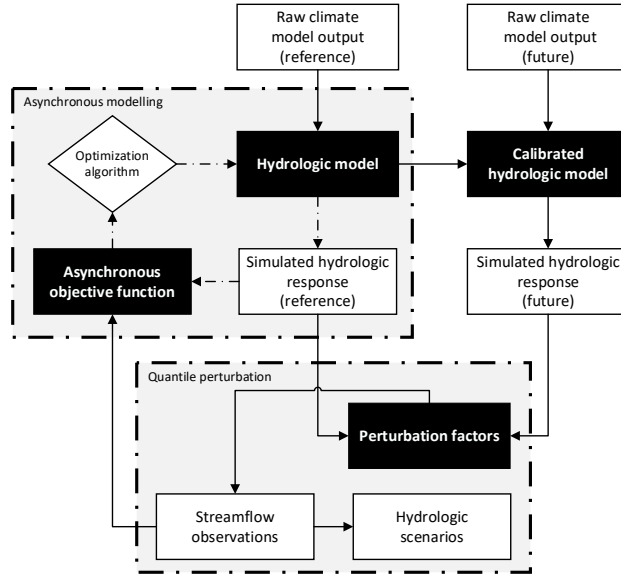 Raw climate
model output
(reference)
Raw climate
model output
(future)
Asynchronous modelling
Optimization
algorithm
Hydrologic model
Calibrated
hydrologic model
Asynchronous
objective function
Simulated hydrologic
response
(reference)
Simulated hydrologic
response
(future)
Quantile perturbation
Perturbation factors
Streamflow
observations
Hydrologic
scenarios